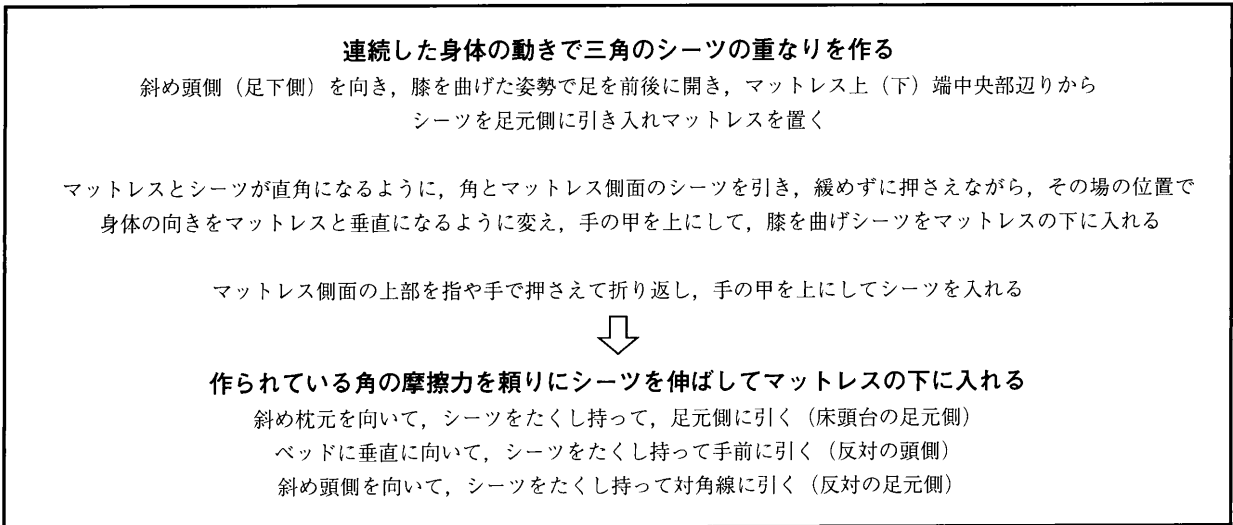 連続した身体の動きで三角のシーツの重なりを作る
斜め頭側（足下側）を向き，膝を曲げた姿勢で足を前後に開き，マットレス上（下）端中央部辺りから
シーツを足元側に引き入れマットレスを置く
マットレスとシーツが直角になるように，角とマットレス側面のシーツを引き，緩めずに押さえながら，その場の位置で
身体の向きをマットレスと垂直になるように変え，手の甲を上にして，膝を曲げシーツをマットレスの下に入れる
マットレス側面の上部を指や手で押さえて折り返し，手の甲を上にしてシーツを入れる
作られている角の摩擦力を頼りにシーツを伸ばしてマットレスの下に入れる
斜め枕元を向いて，シーツをたくし持って，足元側に引く（床頭台の足元側）
ベッドに垂直に向いて，シーツをたくし持って手前に引く（反対の頭側）
斜め頭側を向いて，シーツをたくし持って対角線に引く（反対の足元側）